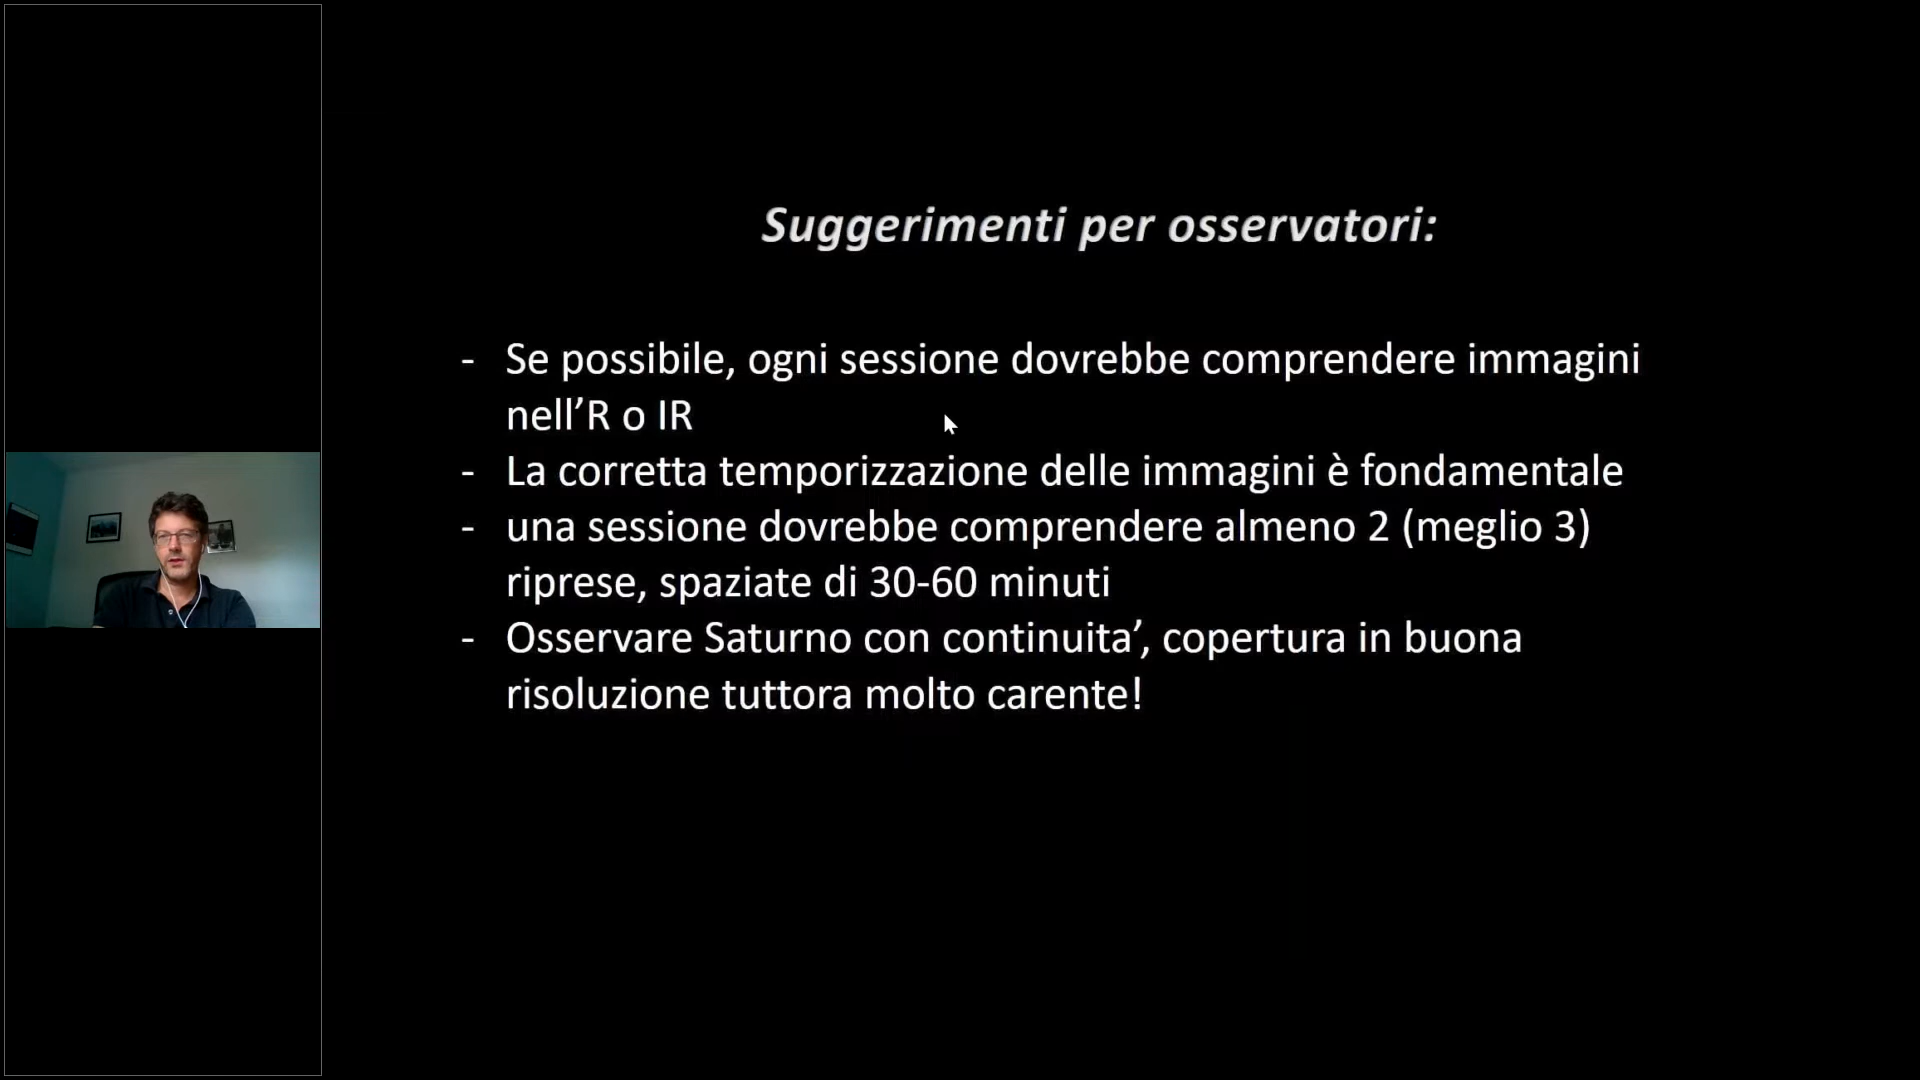 Suggerimenti per osservatori:
- Se possibile, ogni sessione dovrebbe comprendere immagini
nell’R o IR
- La corretta temporizzazione delle immagini è fondamentale
- una sessione dovrebbe comprendere almeno 2 (meglio 3)
riprese, spaziate di 30-60 minuti
- Osservare Saturno con continuita’, copertura in buona
risoluzione tuttora molto carente!